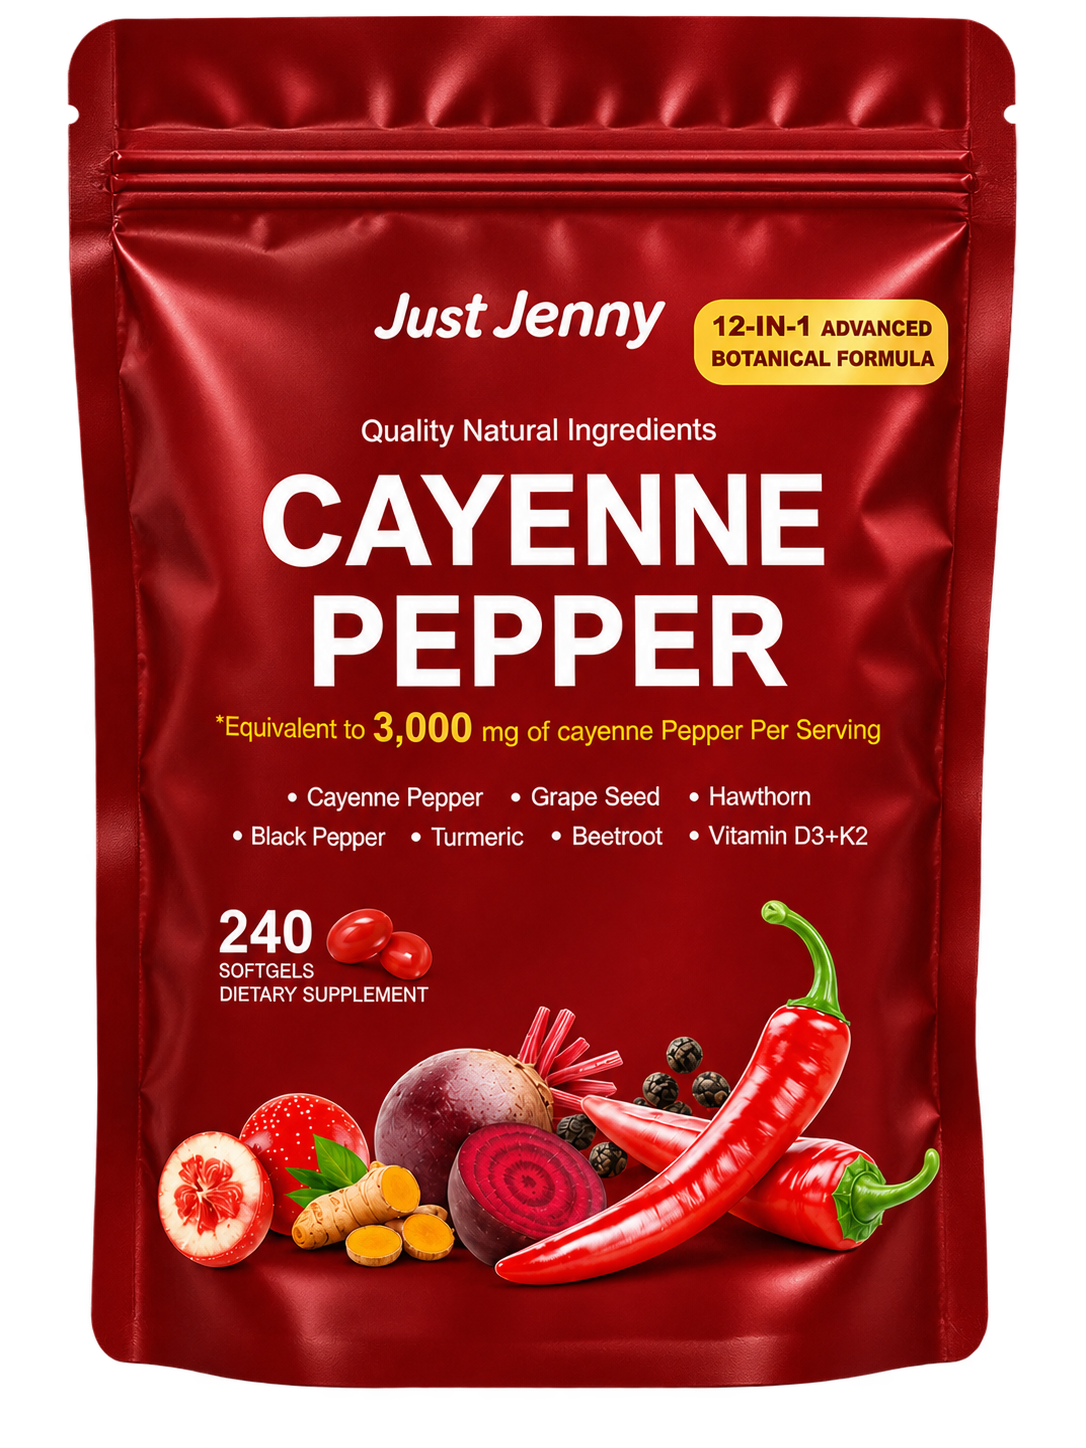 Just Jenny
12-IN-1 ADVANCED
BOTANICAL FORMULA
Quality Natural Ingredients
CAYENNE
PEPPER
*Equivalent to 3,000 mg of cayenne Pepper Per Serving
• Cayenne Pepper • Grape Seed • Hawthorn
• Black Pepper • Turmeric • Beetroot • Vitamin D3+K2
240
SOFTGELS
DIETARY SUPPLEMENT